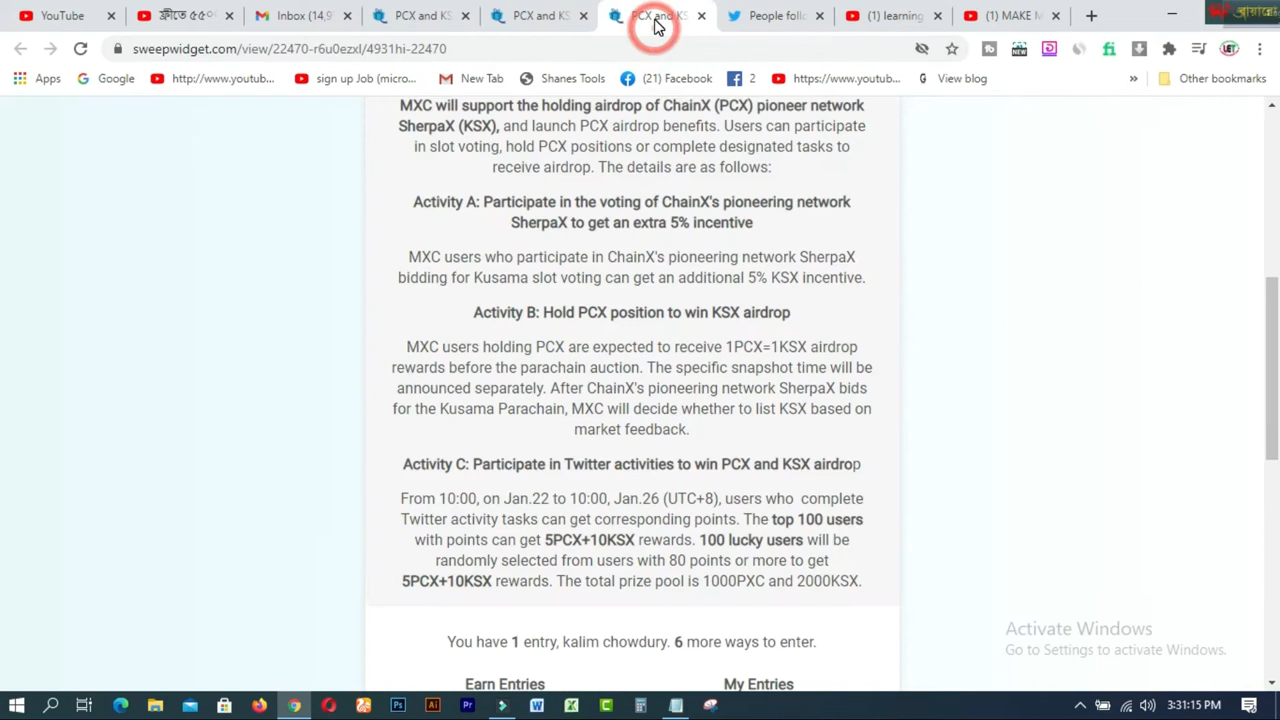 YouTube
ফ্রীতে ৫৫
Inbox (14,9
PCX and KS
PCX and KS
PCX and KS
People foll
(1) learning
(1) MAKE M
sweepwidget.com/view/22470-r6u0ezxl/4931hi-22470
NEW
Apps
Google
http://www.youtub...
sign up Job (micro...
New Tab
Shanes Tools
(21) Facebook
2
https://www.youtub...
View blog
»
Other bookmarks
MXC will support the holding airdrop of ChainX (PCX) pioneer network
SherpaX (KSX), and launch PCX airdrop benefits. Users can participate
in slot voting, hold PCX positions or complete designated tasks to
receive airdrop. The details are as follows:
Activity A: Participate in the voting of ChainX's pioneering network
SherpaX to get an extra 5% incentive
MXC users who participate in ChainX's pioneering network SherpaX
bidding for Kusama slot voting can get an additional 5% KSX incentive.
Activity B: Hold PCX position to win KSX airdrop
MXC users holding PCX are expected to receive 1PCX=1KSX airdrop
rewards before the parachain auction. The specific snapshot time will be
announced separately. After ChainX's pioneering network SherpaX bids
for the Kusama Parachain, MXC will decide whether to list KSX based on
market feedback.
Activity C: Participate in Twitter activities to win PCX and KSX airdrop
From 10:00, on Jan.22 to 10:00, Jan.26 (UTC+8), users who complete
Twitter activity tasks can get corresponding points. The top 100 users
with points can get 5PCX+10KSX rewards. 100 lucky users will be
randomly selected from users with 80 points or more to get
5PCX+10KSX rewards. The total prize pool is 1000PXC and 2000KSX.
You have 1 entry, kalim chowdury. 6 more ways to enter.
Earn Entries
My Entries
Activate Windows
Go to Settings to activate Windows.
3:31:15 PM